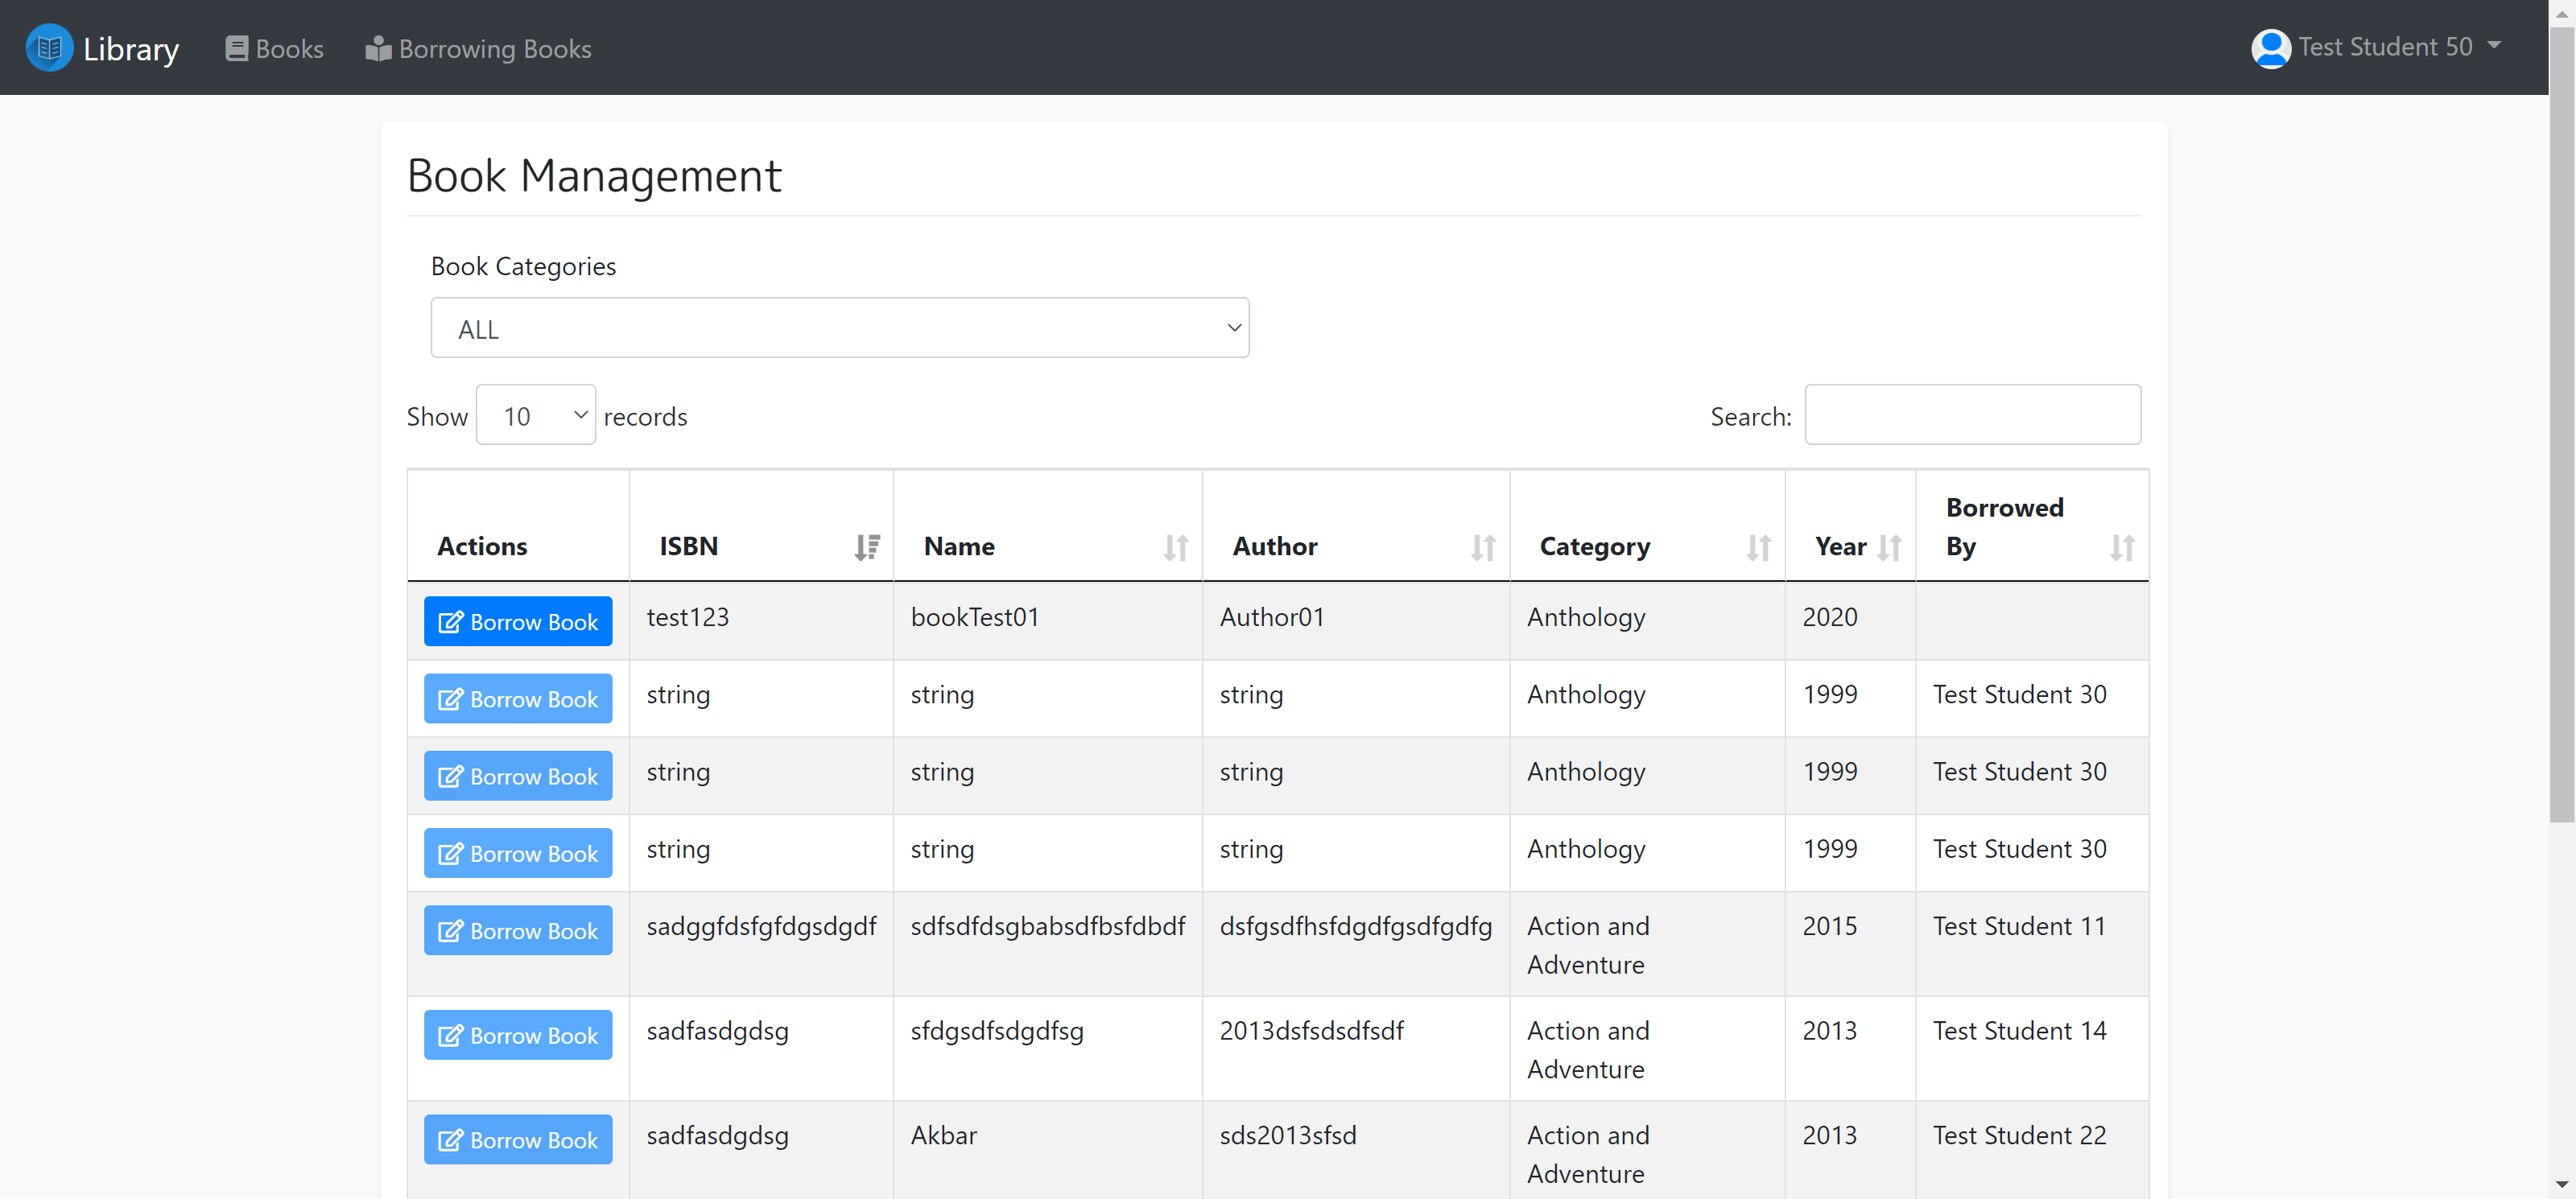 Library Books Borrowing Books Test Student 50
Book Management
Book Categories
ALL
Show 10 records Search:
Actions ISBN Name Author Category Year Borrowed By
Borrow Book test123 bookTest01 Author01 Anthology 2020
Borrow Book string string string Anthology 1999 Test Student 30
Borrow Book string string string Anthology 1999 Test Student 30
Borrow Book string string string Anthology 1999 Test Student 30
Borrow Book sadggfdsfgfdgsdgdf sdfsdfdsgbabsdfbsfdbdf dsfgsdfhsfdgdfgsdfgdfg Action and Adventure 2015 Test Student 11
Borrow Book sadfasdgdsg sfdgsdfsdgdfsg 2013dsfsdsdfsdf Action and Adventure 2013 Test Student 14
Borrow Book sadfasdgdsg Akbar sds2013sfsd Action and Adventure 2013 Test Student 22